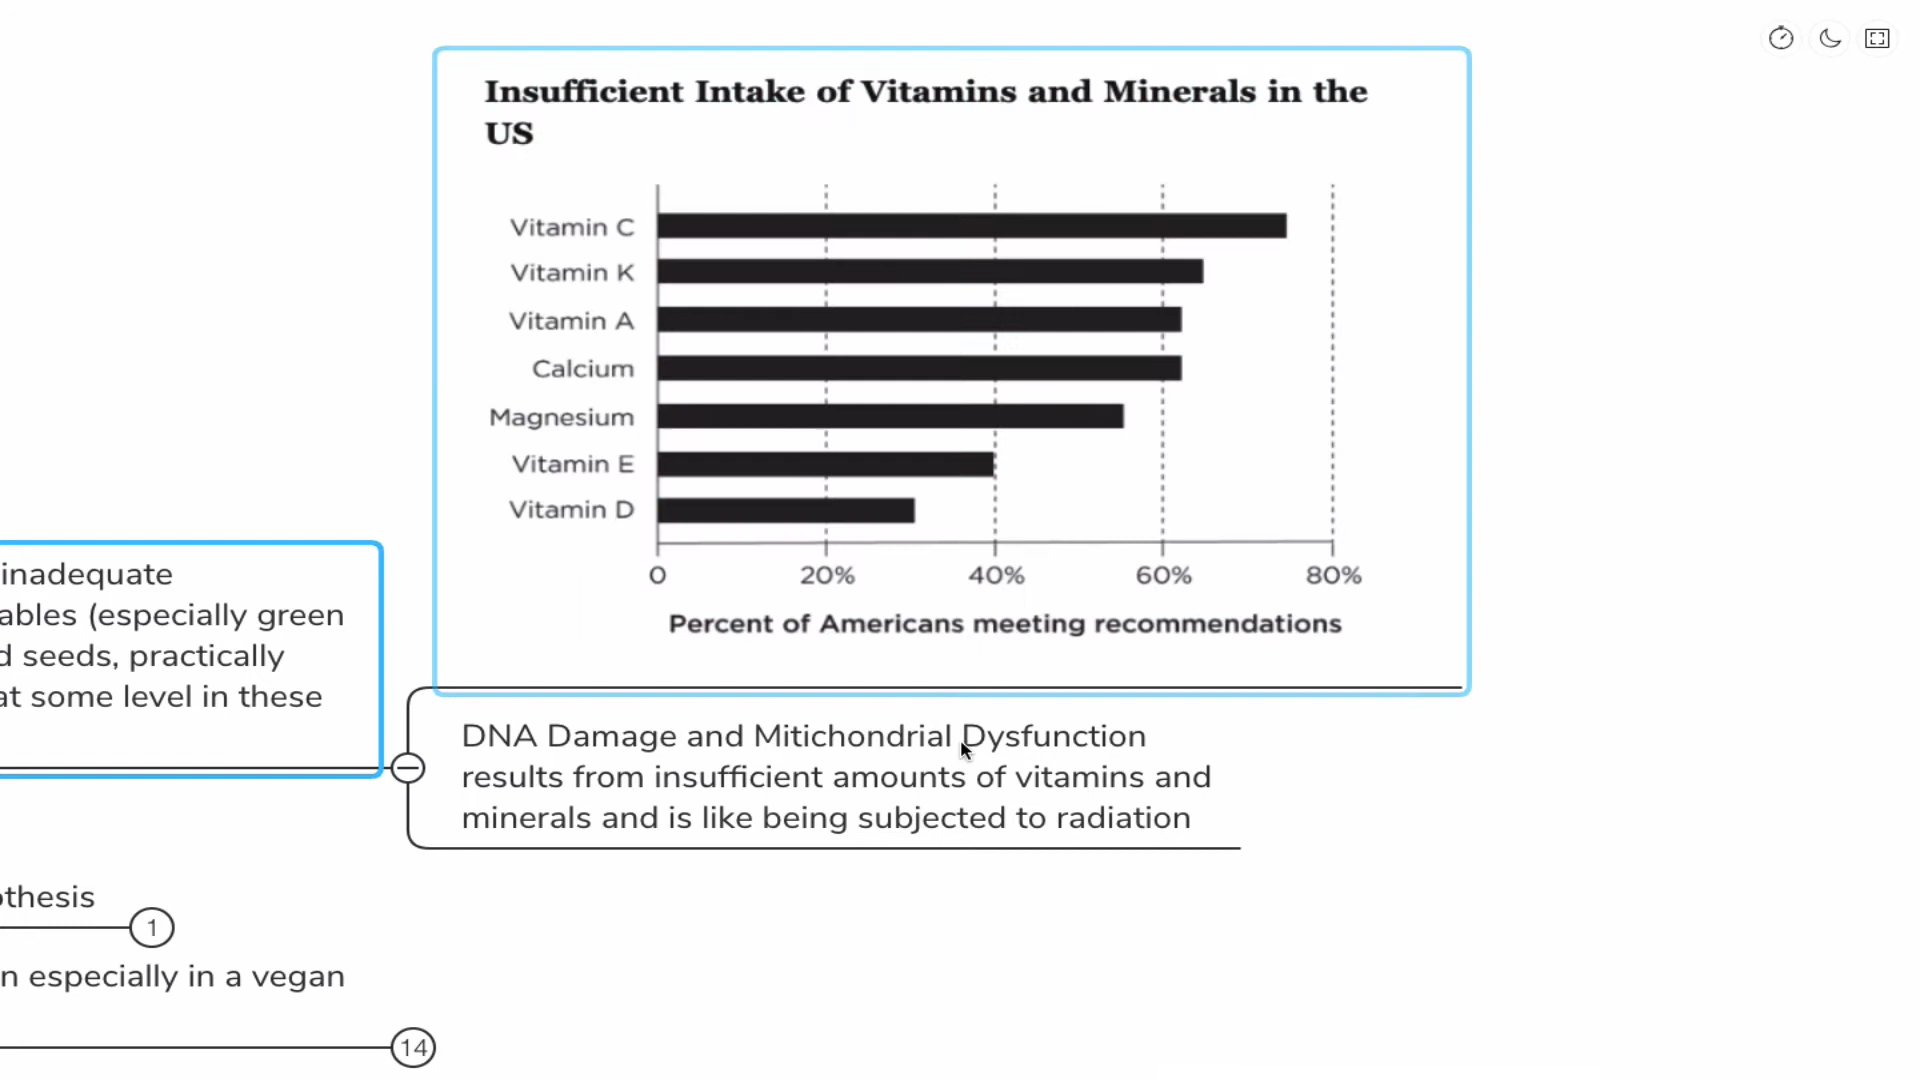 Insufficient Intake of Vitamins and Minerals in the
US
Vitamin C
Vitamin K
Vitamin A
Calcium
Magnesium
Vitamin E
Vitamin D
0 20% 40% 60% 80%
Percent of Americans meeting recommendations
inadequate
ables (especially green
d seeds, practically
at some level in these
DNA Damage and Mitichondrial Dysfunction
results from insufficient amounts of vitamins and
minerals and is like being subjected to radiation
othesis
1
n especially in a vegan
14